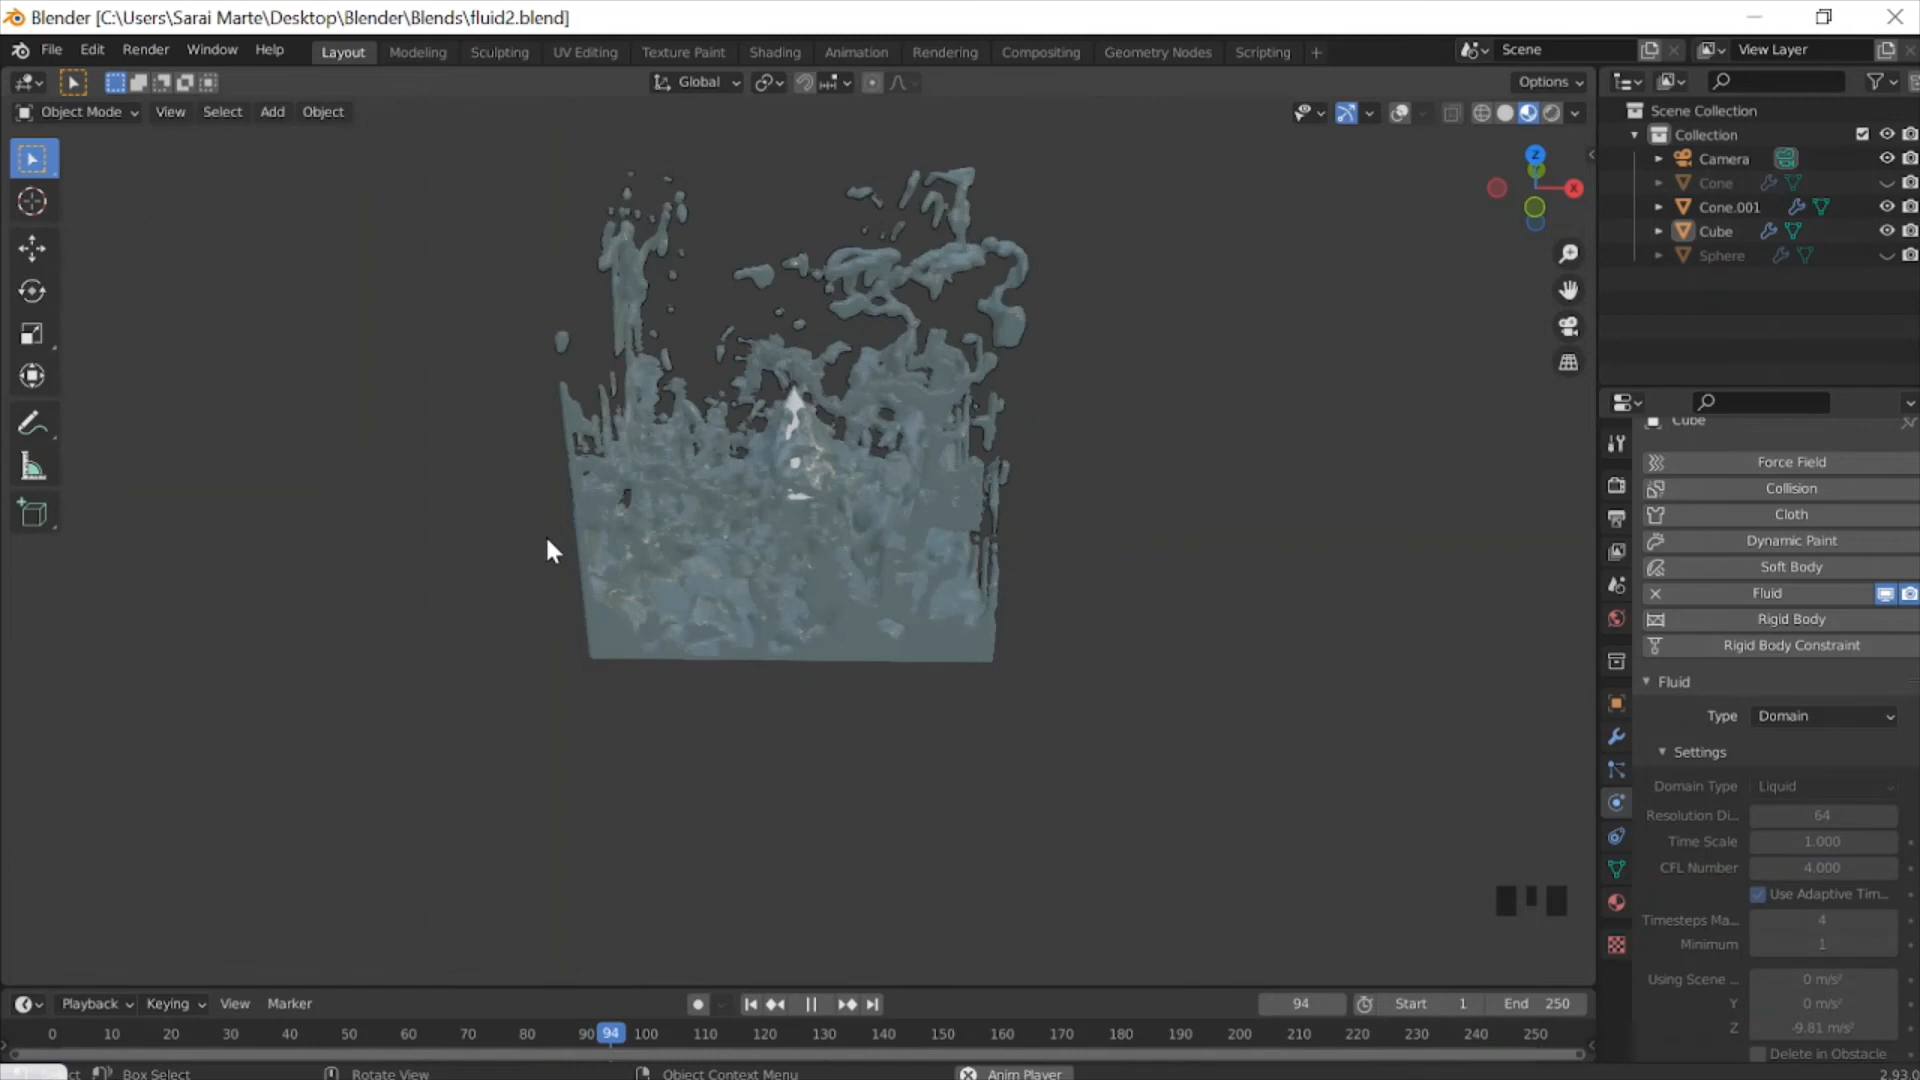 Blender [C:\Users\Sarai Marte\Desktop\Blender\Blends\fluid2.blend]
File Edit Render Window Help Layout Modeling Sculpting UV Editing Texture Paint Shading Animation Rendering Compositing Geometry Nodes Scripting + Scene View Layer
Global Options
Object Mode View Select Add Object
Scene Collection
Collection
Camera
Cone
Cone.001
Cube
Sphere
Z
X
Cube
Force Field
Collision
Cloth
Dynamic Paint
Soft Body
Fluid
Rigid Body
Rigid Body Constraint
Fluid
Type Domain
Settings
Domain Type Liquid
Resolution Di... 64
Time Scale 1.000
CFL Number 4.000
Use Adaptive Tim...
Timesteps Ma... 4
Minimum 1
Using Scene ... 0 m/s²
Y 0 m/s²
Z -9.81 m/s²
Delete in Obstacle
Playback Keying View Marker 94 Start 1 End 250
0 10 20 30 40 50 60 70 80 90 94 100 110 120 130 140 150 160 170 180 190 200 210 220 230 240 250
Box Select Rotate View Object Context Menu Anim Player 2.93.0